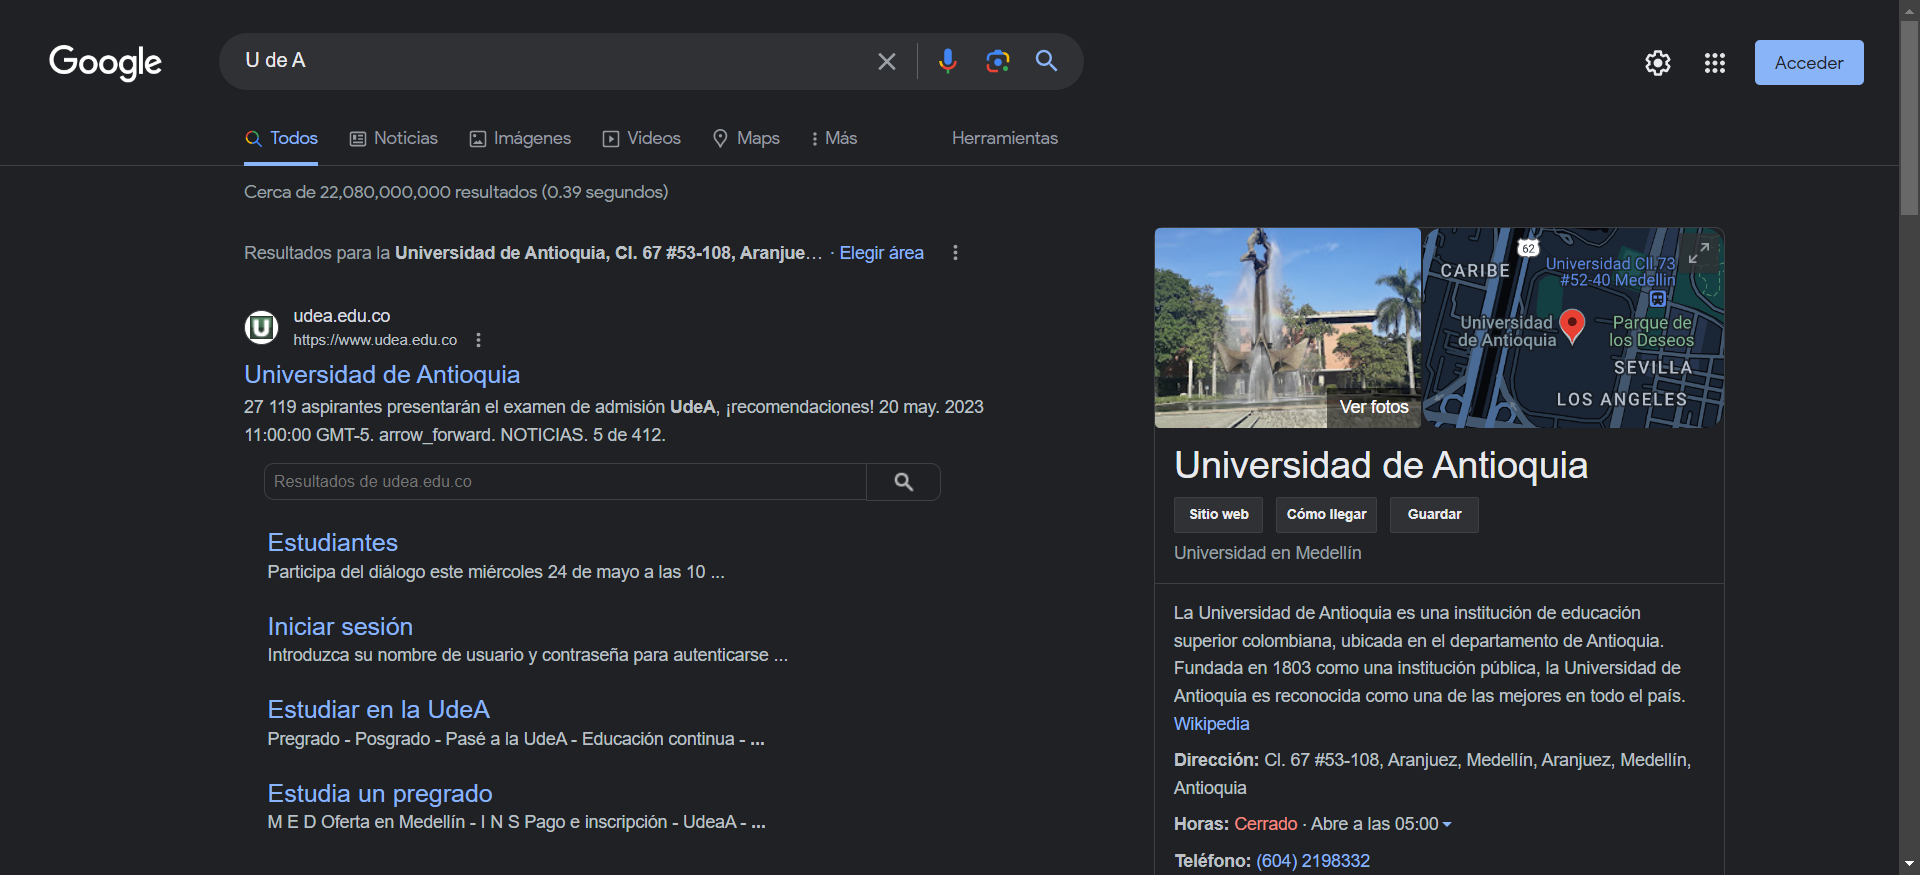 Google
U de A
Acceder
Todos
Noticias
Imágenes
Videos
Maps
Más
Herramientas
Cerca de 22,080,000,000 resultados (0.39 segundos)
Resultados para la Universidad de Antioquia, Cl. 67 #53-108, Aranjue… · Elegir área
U
udea.edu.co
https://www.udea.edu.co
Universidad de Antioquia
27 119 aspirantes presentarán el examen de admisión UdeA, ¡recomendaciones! 20 may. 2023
11:00:00 GMT-5. arrow_forward. NOTICIAS. 5 de 412.
Resultados de udea.edu.co
Estudiantes
Participa del diálogo este miércoles 24 de mayo a las 10 ...
Iniciar sesión
Introduzca su nombre de usuario y contraseña para autenticarse ...
Estudiar en la UdeA
Pregrado - Posgrado - Pasé a la UdeA - Educación continua - ...
Estudia un pregrado
M E D Oferta en Medellín - I N S Pago e inscripción - UdeaA - ...
Ver fotos
62
CARIBE
Universidad Cll.73
#52-40 Medellin
Universidad
de Antioquia
Parque de
los Deseos
SEVILLA
LOS ANGELES
Universidad de Antioquia
Sitio web
Cómo llegar
Guardar
Universidad en Medellín
La Universidad de Antioquia es una institución de educación
superior colombiana, ubicada en el departamento de Antioquia.
Fundada en 1803 como una institución pública, la Universidad de
Antioquia es reconocida como una de las mejores en todo el país.
Wikipedia
Dirección: Cl. 67 #53-108, Aranjuez, Medellín, Aranjuez, Medellín,
Antioquia
Horas: Cerrado · Abre a las 05:00
Teléfono: (604) 2198332